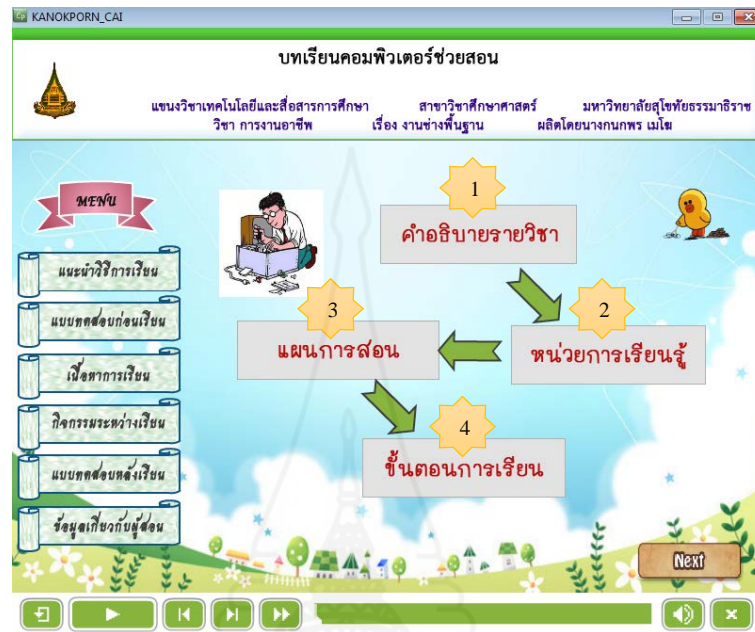 KANOKPORN_CAI
บทเรียนคอมพิวเตอร์ช่วยสอน
แขนงวิชาเทคโนโลยีและสื่อสารการศึกษา สาขาวิชาศึกษาศาสตร์ มหาวิทยาลัยสุโขทัยธรรมาธิราช
วิชา การงานอาชีพ เรื่อง งานช่างพื้นฐาน ผลิตโดยนางกนกพร เมโฆ
MENU
แนะนำวิธีการเรียน
แบบทดสอบก่อนเรียน
เนื้อหาการเรียน
กิจกรรมระหว่างเรียน
แบบทดสอบหลังเรียน
ข้อมูลเกี่ยวกับผู้สอน
1
คำอธิบายรายวิชา
2
หน่วยการเรียนรู้
3
แผนการสอน
4
ขั้นตอนการเรียน
Next